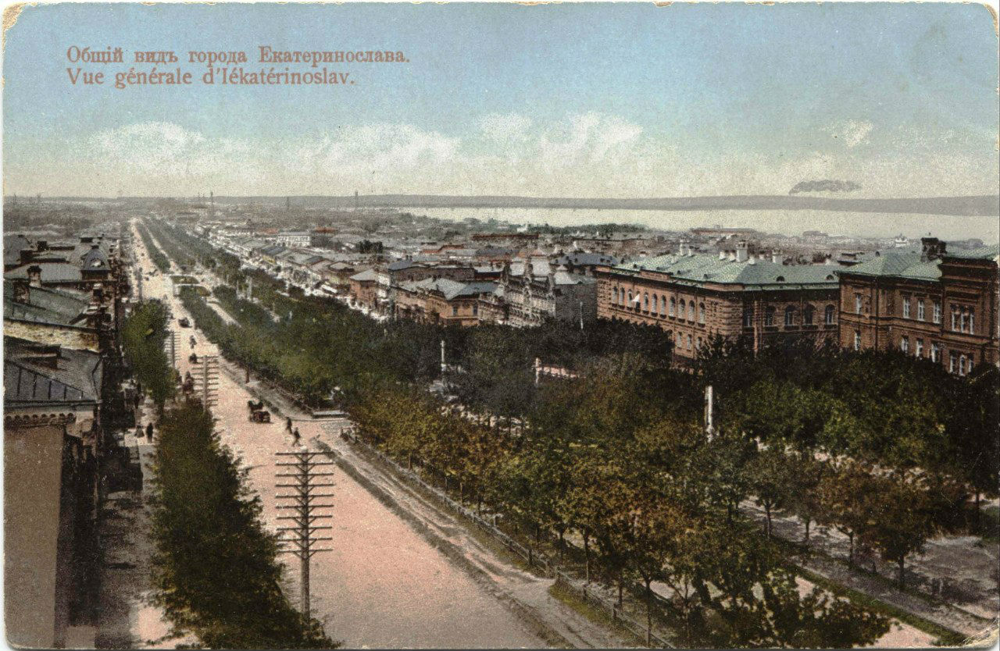 Общій видъ города Екатеринослава.
Vue générale d'Iékatérinoslav.